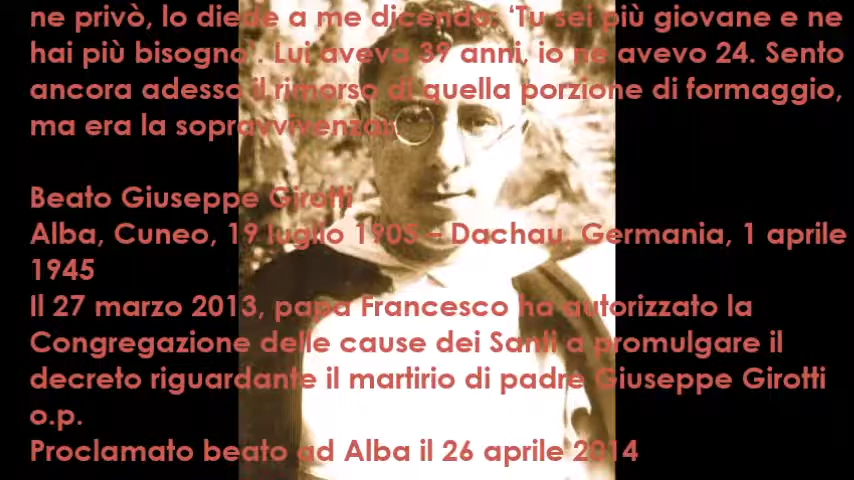 ne privò, lo diede a me dicendo: ‘Tu sei più giovane e ne
hai più bisogno’. Lui aveva 39 anni, io ne avevo 24. Sento
ancora adesso il rimorso di quella porzione di formaggio,
ma era la sopravvivenza».
Beato Giuseppe Girotti
Alba, Cuneo, 19 luglio 1905 – Dachau, Germania, 1 aprile
1945
Il 27 marzo 2013, papa Francesco ha autorizzato la
Congregazione delle cause dei Santi a promulgare il
decreto riguardante il martirio di padre Giuseppe Girotti
o.p.
Proclamato beato ad Alba il 26 aprile 2014